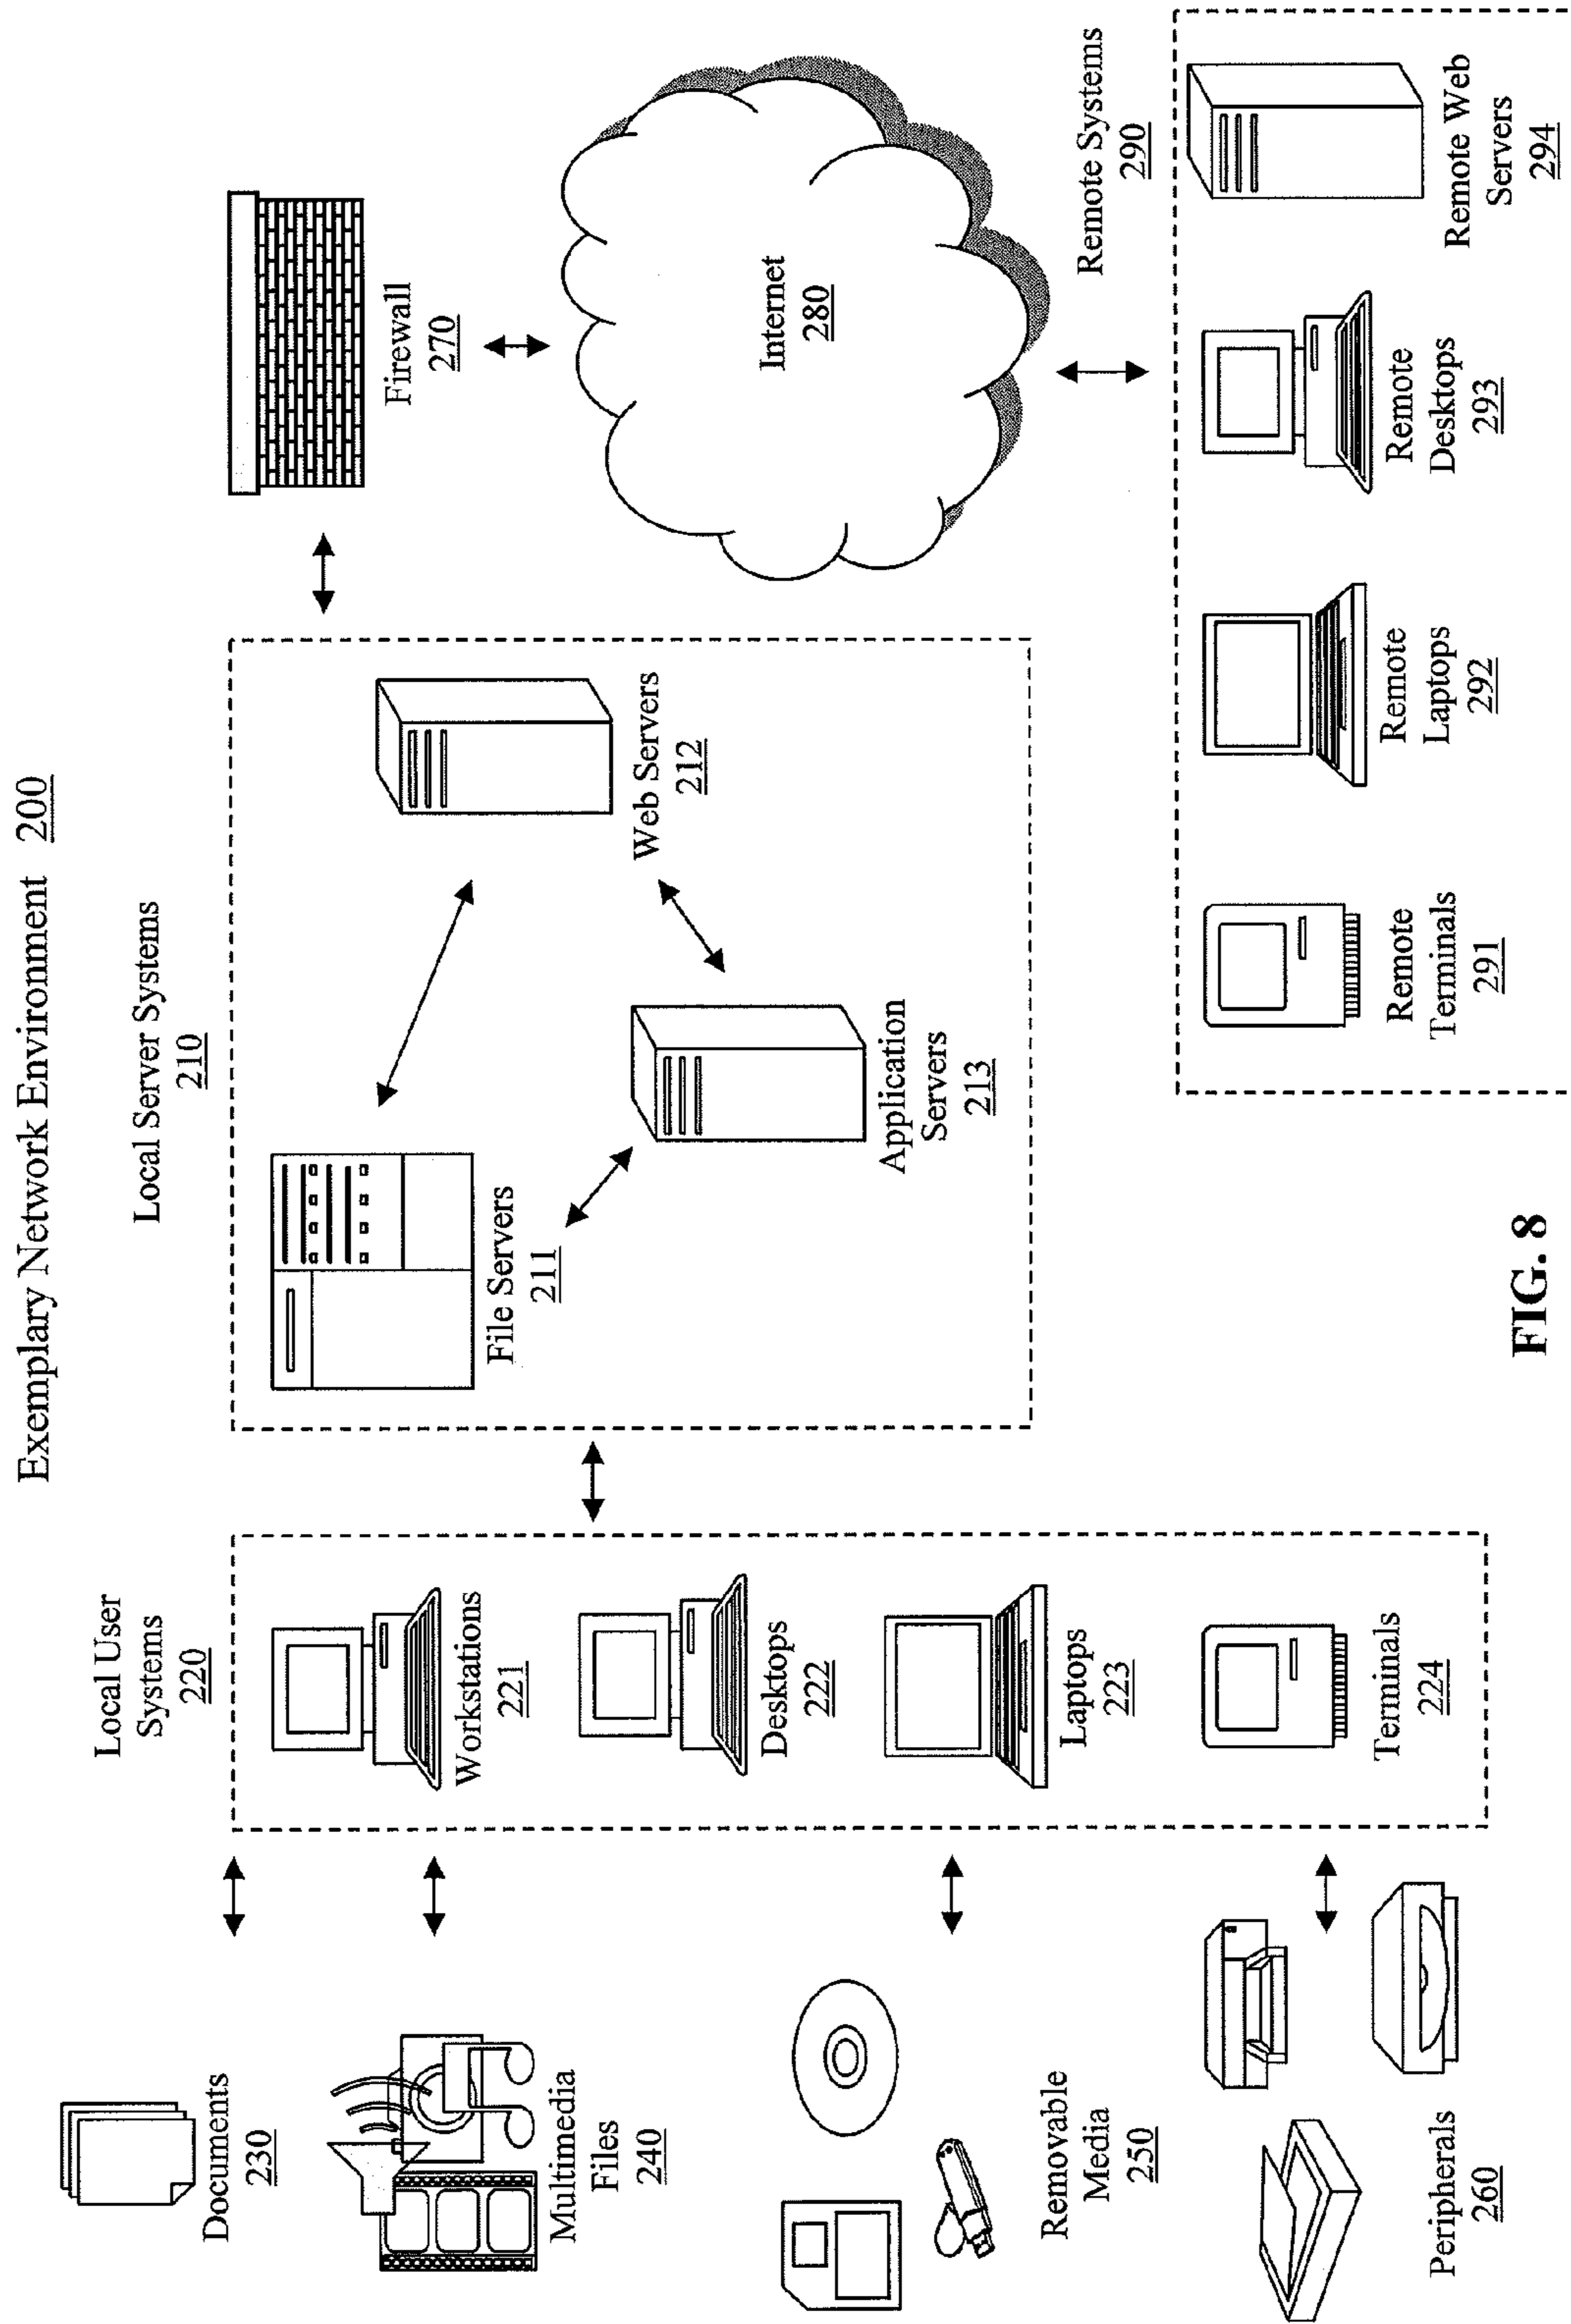 Exemplary Network Environment 200
Documents
230
Multimedia
Files
240
Removable
Media
250
Peripherals
260
Local User
Systems
220
Workstations
221
Desktops
222
Laptops
223
Terminals
224
Local Server Systems
210
File Servers
211
Web Servers
212
Application
Servers
213
Firewall
270
Internet
280
Remote Systems
290
Remote
Terminals
291
Remote
Laptops
292
Remote
Desktops
293
Remote Web
Servers
294
FIG. 8